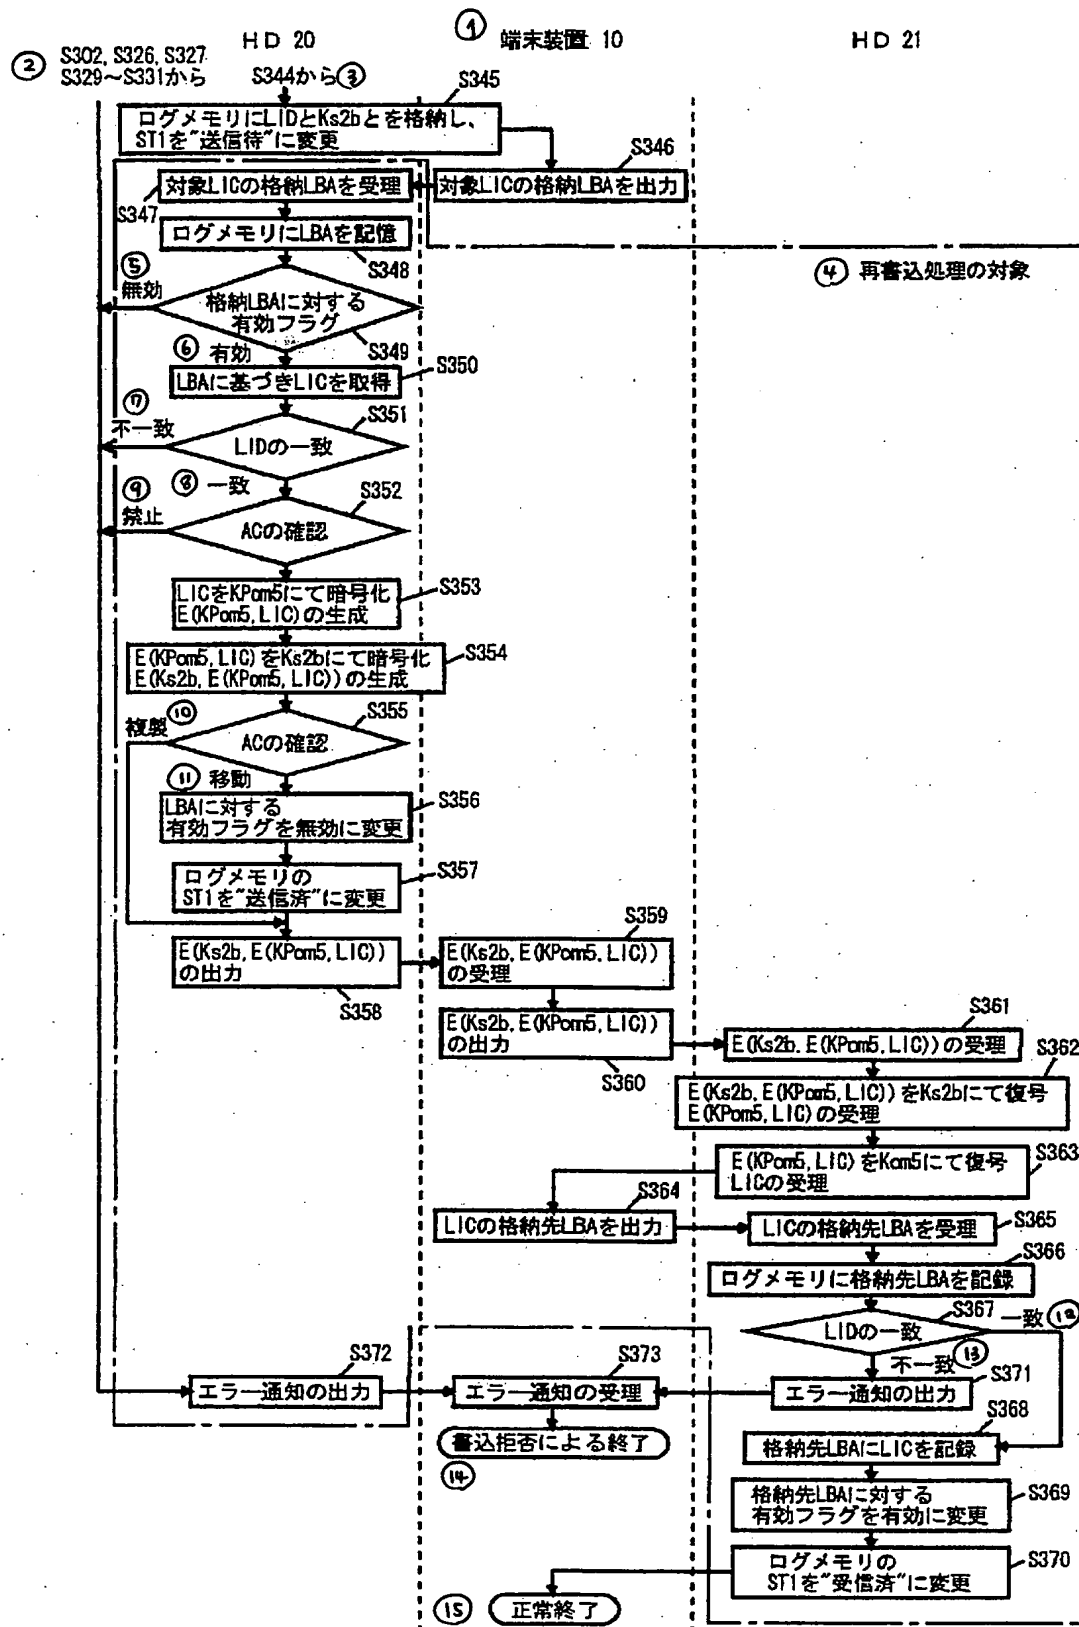 ① 端末装置 10
HD 20
HD 21
② S302, S326, S327
S329~S331から
S344から③
S345
ログメモリにLIDとKs2bとを格納し、
ST1を"送信待"に変更
S346
対象LICの格納LBAを出力
対象LICの格納LBAを受理
S347
ログメモリにLBAを記憶
S348
④ 再書込処理の対象
⑤
無効
格納LBAに対する
有効フラグ
S349
⑥ 有効
S350
LBAに基づきLICを取得
⑦
不一致
S351
LIDの一致
⑧ 一致
⑨
禁止
S352
ACの確認
LICをKPom5にて暗号化
E(KPom5, LIC)の生成
S353
E(KPom5, LIC)をKs2bにて暗号化
E(Ks2b, E(KPom5, LIC))の生成
S354
複製⑩
S355
ACの確認
⑪ 移動
LBAに対する
有効フラグを無効に変更
S356
ログメモリの
ST1を"送信済"に変更
S357
E(Ks2b, E(KPom5, LIC))
の出力
S358
S359
E(Ks2b, E(KPom5, LIC))
の受理
E(Ks2b, E(KPom5, LIC))
の出力
S360
S361
E(Ks2b, E(KPom5, LIC))の受理
S362
E(Ks2b, E(KPom5, LIC))をKs2bにて復号
E(KPom5, LIC)の受理
S363
E(KPom5, LIC)をKom5にて復号
LICの受理
S364
LICの格納先LBAを出力
LICの格納先LBAを受理
S365
S366
ログメモリに格納先LBAを記録
S367
LIDの一致
一致⑫
不一致⑬
S372
エラー通知の出力
S373
エラー通知の受理
S371
エラー通知の出力
書込拒否による終了
⑭
S368
格納先LBAにLICを記録
格納先LBAに対する
有効フラグを有効に変更
S369
ログメモリの
ST1を"受信済"に変更
S370
⑮ 正常終了